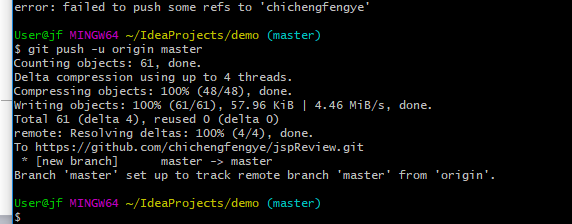 error: failed to push some refs to 'chichengfengye'
User@jf MINGW64 ~/IdeaProjects/demo (master)
$ git push -u origin master
Counting objects: 61, done.
Delta compression using up to 4 threads.
Compressing objects: 100% (48/48), done.
Writing objects: 100% (61/61), 57.96 KiB | 4.46 MiB/s, done.
Total 61 (delta 4), reused 0 (delta 0)
remote: Resolving deltas: 100% (4/4), done.
To https://github.com/chichengfengye/jspReview.git
 * [new branch]      master -> master
Branch 'master' set up to track remote branch 'master' from 'origin'.
User@jf MINGW64 ~/IdeaProjects/demo (master)
$